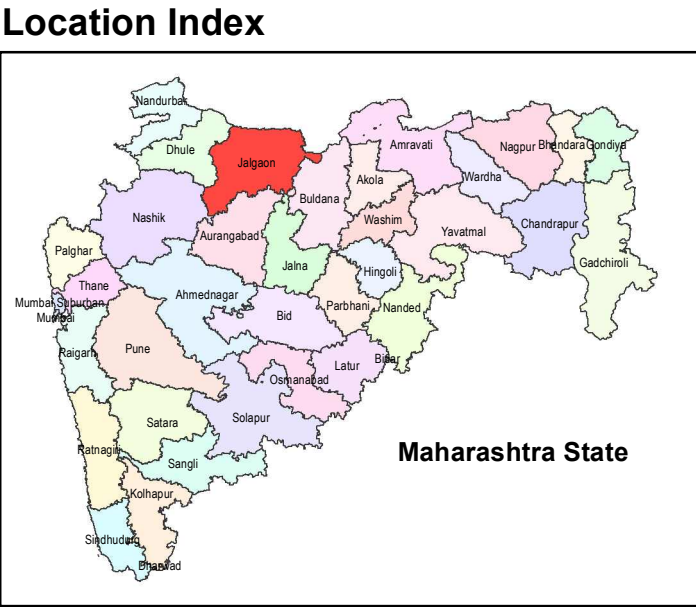 Location Index
Nandurbar
Dhule
Jalgaon
Amravati
Nagpur
Bhandara
Gondiya
Akola
Wardha
Buldana
Nashik
Washim
Chandrapur
Aurangabad
Yavatmal
Palghar
Jalna
Hingoli
Gadchiroli
Thane
Ahmednagar
Mumbai Suburban
Mumbai
Parbhani
Nanded
Bid
Raigarh
Pune
Bidar
Latur
Osmanabad
Solapur
Satara
Ratnagiri
Maharashtra State
Sangli
Kolhapur
Sindhudurg
Dharwad